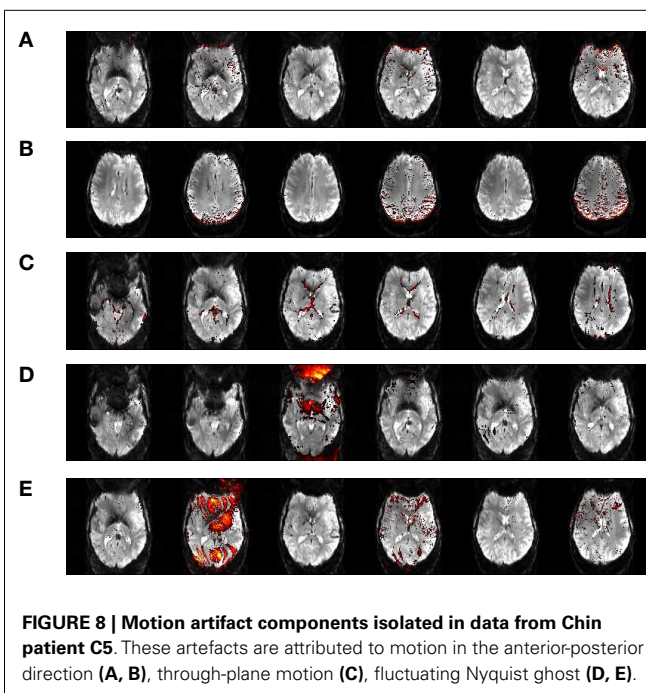 A
B
C
D
E
FIGURE 8 | Motion artifact components isolated in data from Chin
patient C5. These artefacts are attributed to motion in the anterior-posterior
direction (A, B), through-plane motion (C), fluctuating Nyquist ghost (D, E).